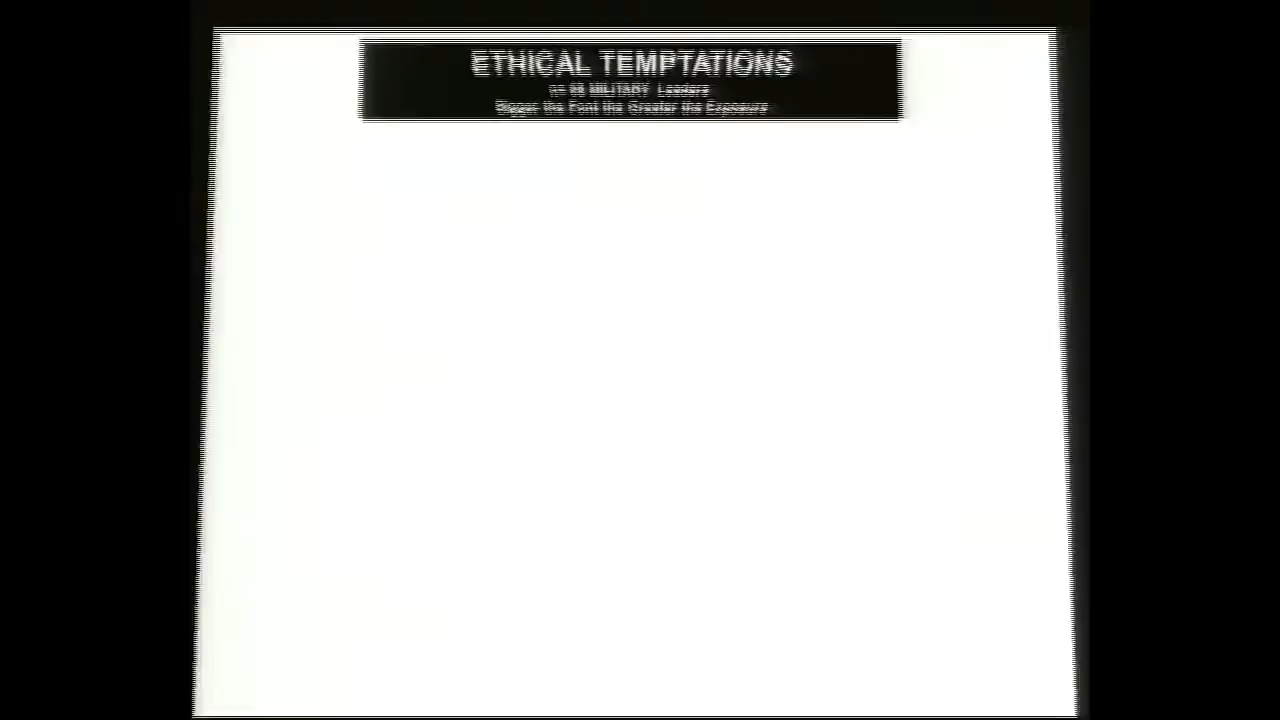 ETHICAL TEMPTATIONS
MILITARY Leaders
Bigger the Font the Greater the Exposure